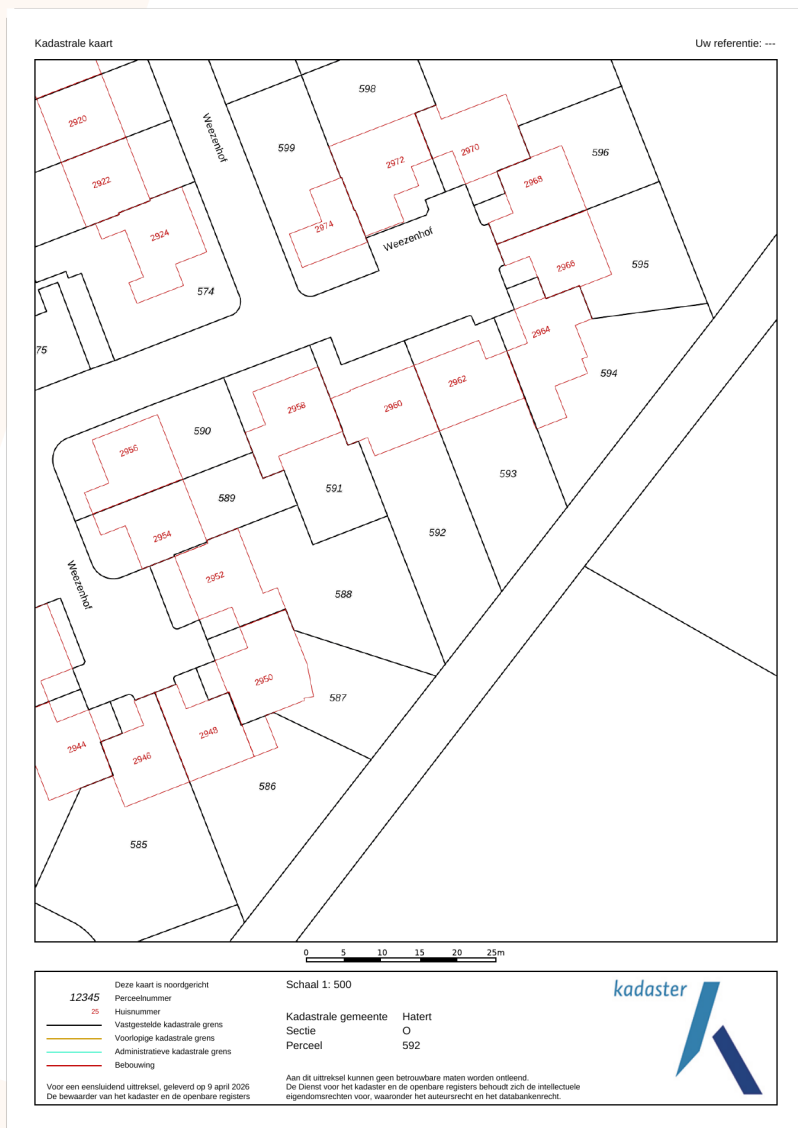 Kadastrale kaart
Uw referentie: ---
598
2920
Weezenhof
599
2970
596
2972
2922
2968
2974
2924
Weezenhof
2966
595
574
2964
75
594
2958
2960
2962
590
2956
593
591
589
592
2954
2952
Weezenhof
588
2950
587
2948
2944
2946
586
585
0 5 10 15 20 25m
Deze kaart is noordgericht
12345 Perceelnummer
25 Huisnummer
Vastgestelde kadastrale grens
Voorlopige kadastrale grens
Administratieve kadastrale grens
Bebouwing
Voor een eensluidend uittreksel, geleverd op 9 april 2026
De bewaarder van het kadaster en de openbare registers
Schaal 1: 500
Kadastrale gemeente Hatert
Sectie O
Perceel 592
Aan dit uittreksel kunnen geen betrouwbare maten worden ontleend.
De Dienst voor het kadaster en de openbare registers behoudt zich de intellectuele
eigendomsrechten voor, waaronder het auteursrecht en het databankenrecht.
kadaster